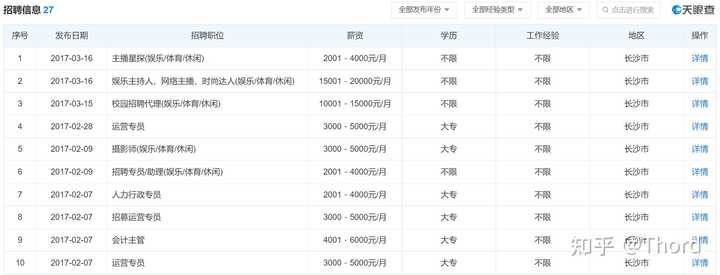 招聘信息 27 全部发布年份 全部经验类型 全部地区 点击进行搜索 天眼查
序号 发布日期 招聘职位 薪资 学历 工作经验 地区 操作
1 2017-03-16 主播星探(娱乐/体育/休闲) 2001 - 4000元/月 不限 不限 长沙市 详情
2 2017-03-16 娱乐主持人、网络主播、时尚达人(娱乐/体育/休闲) 15001 - 20000元/月 不限 不限 长沙市 详情
3 2017-03-15 校园招聘代理(娱乐/体育/休闲) 10001 - 15000元/月 不限 不限 长沙市 详情
4 2017-02-28 运营专员 3000 - 5000元/月 大专 不限 长沙市 详情
5 2017-02-09 摄影师(娱乐/体育/休闲) 3000 - 5000元/月 大专 不限 长沙市 详情
6 2017-02-09 招聘专员/助理(娱乐/体育/休闲) 2001 - 4000元/月 不限 不限 长沙市 详情
7 2017-02-07 人力行政专员 2001 - 4000元/月 大专 不限 长沙市 详情
8 2017-02-07 招募运营专员 3000 - 5000元/月 大专 不限 长沙市 详情
9 2017-02-07 会计主管 4001 - 6000元/月 大专 不限 长沙市 详情
10 2017-02-07 运营专员 3000 - 5000元/月 大专 不限 长沙市 详情
知乎 @Thord